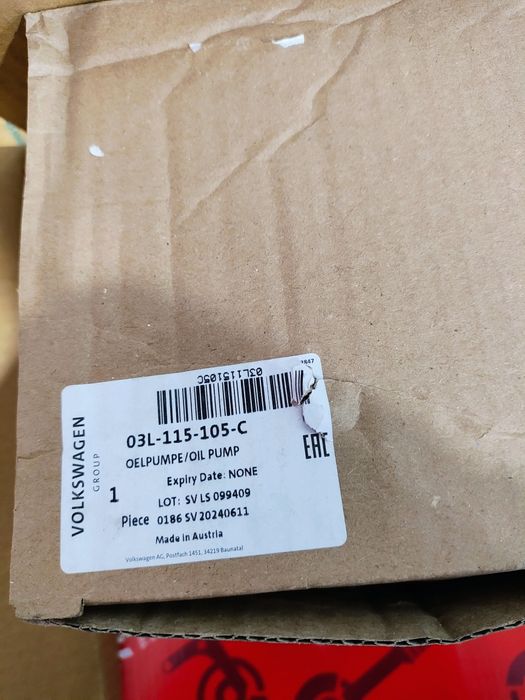 03L115105C
03L-115-105-C
OELPUMPE/OIL PUMP
Expiry Date: NONE
LOT: SV LS 099409
1 Piece 0186 SV 20240611
Made in Austria
Volkswagen AG, Postfach 1451, 34219 Baunatal
VOLKSWAGEN
GROUP
EAC